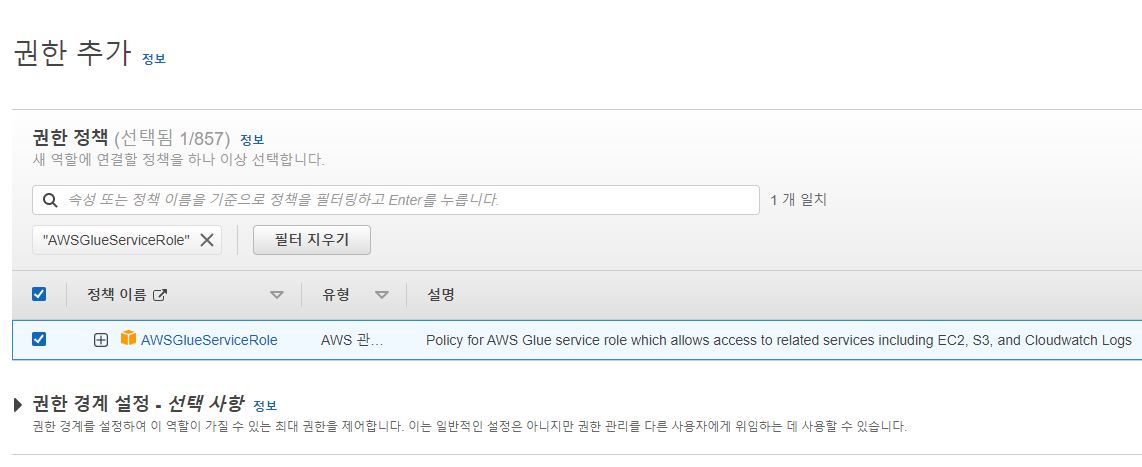 권한 추가 정보
권한 정책 (선택됨 1/857) 정보
새 역할에 연결할 정책을 하나 이상 선택합니다.
속성 또는 정책 이름을 기준으로 정책을 필터링하고 Enter를 누릅니다.
1 개 일치
"AWSGlueServiceRole"
필터 지우기
정책 이름 유형 설명
AWSGlueServiceRole AWS 관... Policy for AWS Glue service role which allows access to related services including EC2, S3, and Cloudwatch Logs
권한 경계 설정 - 선택 사항 정보
권한 경계를 설정하여 이 역할이 가질 수 있는 최대 권한을 제어합니다. 이는 일반적인 설정은 아니지만 권한 관리를 다른 사용자에게 위임하는 데 사용할 수 있습니다.